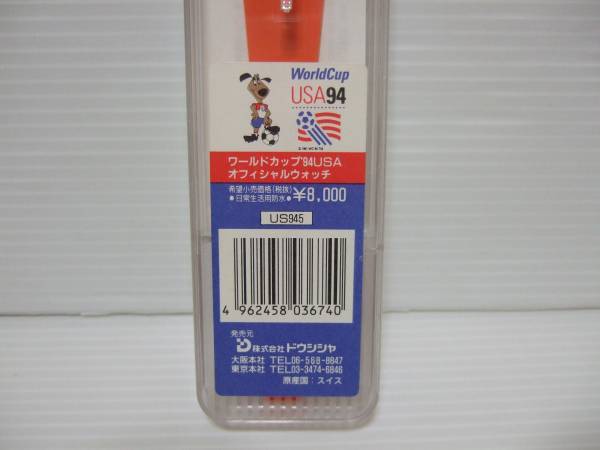 WorldCup
USA94
ワールドカップ'94USA
オフィシャルウォッチ
希望小売価格(税抜)
●日常生活用防水●
¥8,000
US945
4 962458 036740
発売元
株式会社ドウシシャ
大阪本社 TEL06-568-8847
東京本社 TEL03-3474-6846
原産国：スイス